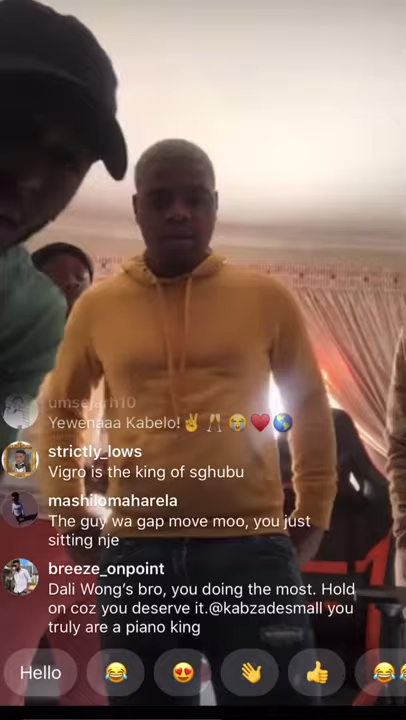 umsejarh10
Yewenaaa Kabelo!✌️🥂😭❤️🌎
strictly_lows
Vigro is the king of sghubu
mashilomaharela
The guy wa gap move moo, you just
sitting nje
breeze_onpoint
Dali Wong's bro, you doing the most. Hold
on coz you deserve it.@kabzadesmall you
truly are a piano king
Hello